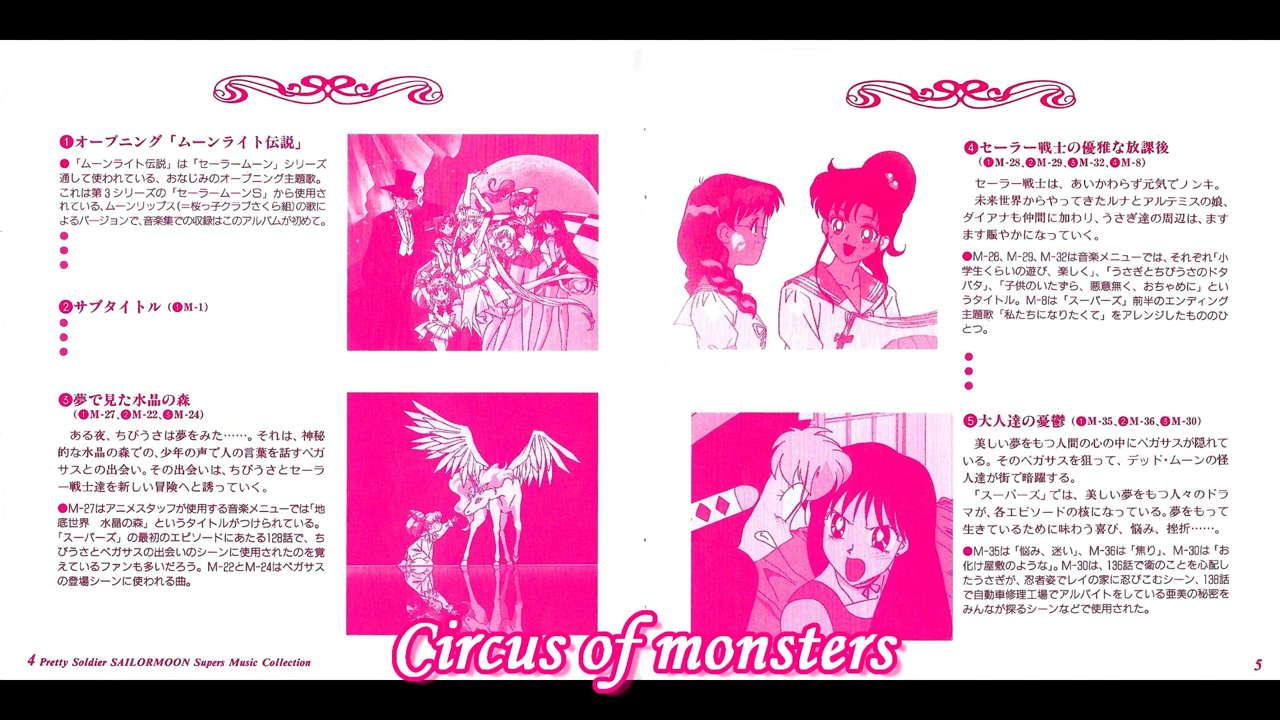 ❶オープニング「ムーンライト伝説」
●「ムーンライト伝説」は「セーラームーン」シリーズ
通して使われている、おなじみのオープニング主題歌。
これは第3シリーズの「セーラームーンS」から使用さ
れている、ムーンリップス(=桜っ子クラブさくら組)の歌に
よるバージョンで、音楽集での収録はこのアルバムが初めて。
●
●
●
❷サブタイトル (❶M-1)
●
●
●
❸夢で見た水晶の森
(❶M-27、❷M-22、❸M-24)
ある夜、ちびうさは夢をみた……。それは、神秘
的な水晶の森での、少年の声で人の言葉を話すペガ
サスとの出会い。その出会いは、ちびうさとセーラ
ー戦士達を新しい冒険へと誘っていく。
●M-27はアニメスタッフが使用する音楽メニューでは「地
底世界 水晶の森」というタイトルがつけられている。
「スーパーズ」の最初のエピソードにあたる128話で、ち
びうさとペガサスの出会いのシーンに使用されたのを覚
えているファンも多いだろう。M-22とM-24はペガサス
の登場シーンに使われる曲。
4 Pretty Soldier SAILORMOON Supers Music Collection
❹セーラー戦士の優雅な放課後
(❶M-28、❷M-29、❸M-32、❹M-8)
セーラー戦士は、あいかわらず元気でノンキ。
未来世界からやってきたルナとアルテミスの娘、
ダイアナも仲間に加わり、うさぎ達の周辺は、ます
ます賑やかになっていく。
●M-28、M-29、M-32は音楽メニューでは、それぞれ「小
学生くらいの遊び、楽しく」、「うさぎとちびうさのドタ
バタ」、「子供のいたずら、悪意無く、おちゃめに」とい
うタイトル。M-8は「スーパーズ」前半のエンディング
主題歌「私たちになりたくて」をアレンジしたもののひ
とつ。
●
●
●
❺大人達の憂鬱 (❶M-35、❷M-36、❸M-30)
美しい夢をもつ人間の心の中にペガサスが隠れて
いる。そのペガサスを狙って、デッド・ムーンの怪
人達が街で暗躍する。
「スーパーズ」では、美しい夢をもつ人々のドラ
マが、各エピソードの核になっている。夢をもって
生きているために味わう喜び、悩み、挫折……。
●M-35は「悩み、迷い」、M-36は「焦り」、M-30は「お
化け屋敷のような」。M-30は、136話で衛のことを心配し
たうさぎが、忍者姿でレイの家に忍びこむシーン、138話
で自動車修理工場でアルバイトをしている亜美の秘密を
みんなが探るシーンなどで使用された。
5
Circus of monsters